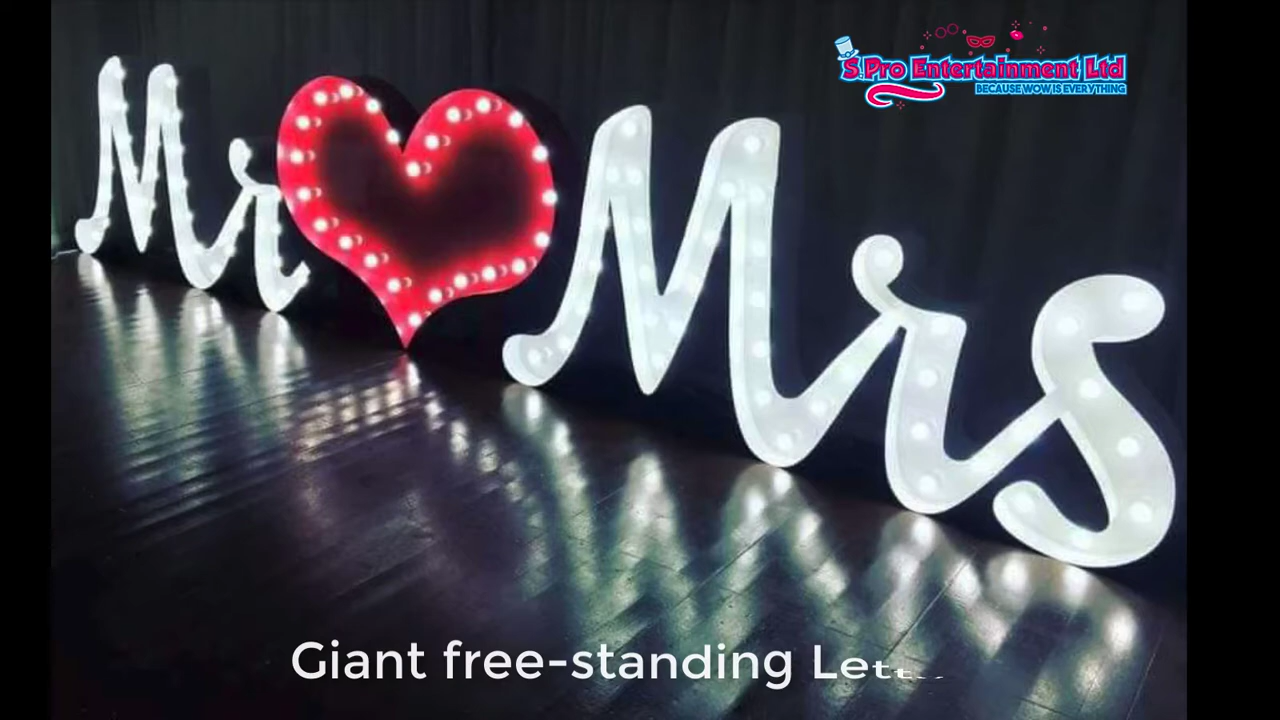 S.Pro Entertainment Ltd
BECAUSE WOW IS EVERYTHING
Mr Mrs
Giant free-standing